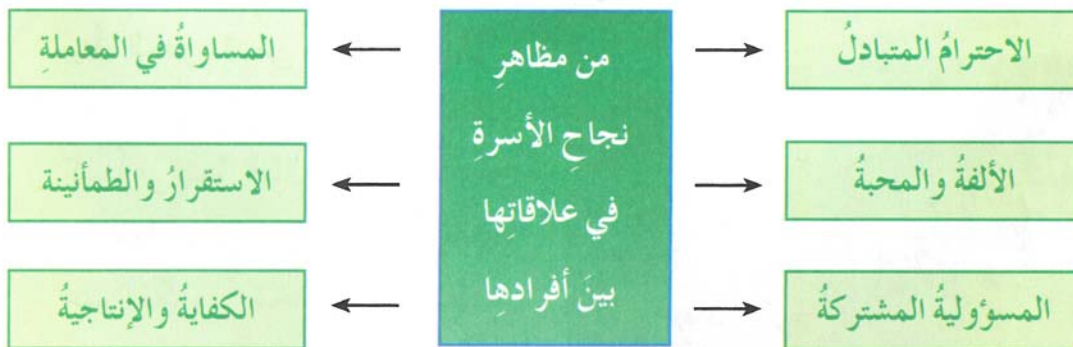 من مظاهرِ
نجاحِ الأسرةِ
في علاقاتِها
بينَ أفرادِها
الاحترامُ المتبادلُ
الألفةُ والمحبةُ
المسؤوليةُ المشتركةُ
المساواةُ في المعاملةِ
الاستقرارُ والطمأنينة
الكفايةُ والإنتاجيةُ